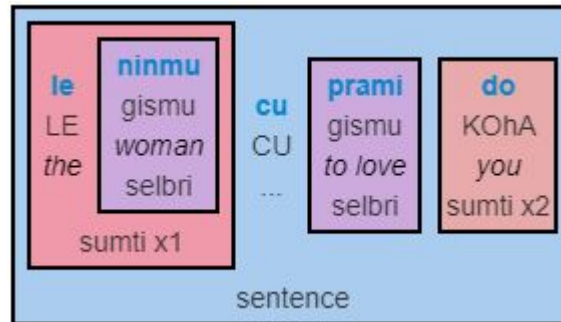 le ninmu cu prami do
LE gismu CU gismu KOhA
the woman ... to love you
selbri selbri sumti x2
sumti x1
sentence